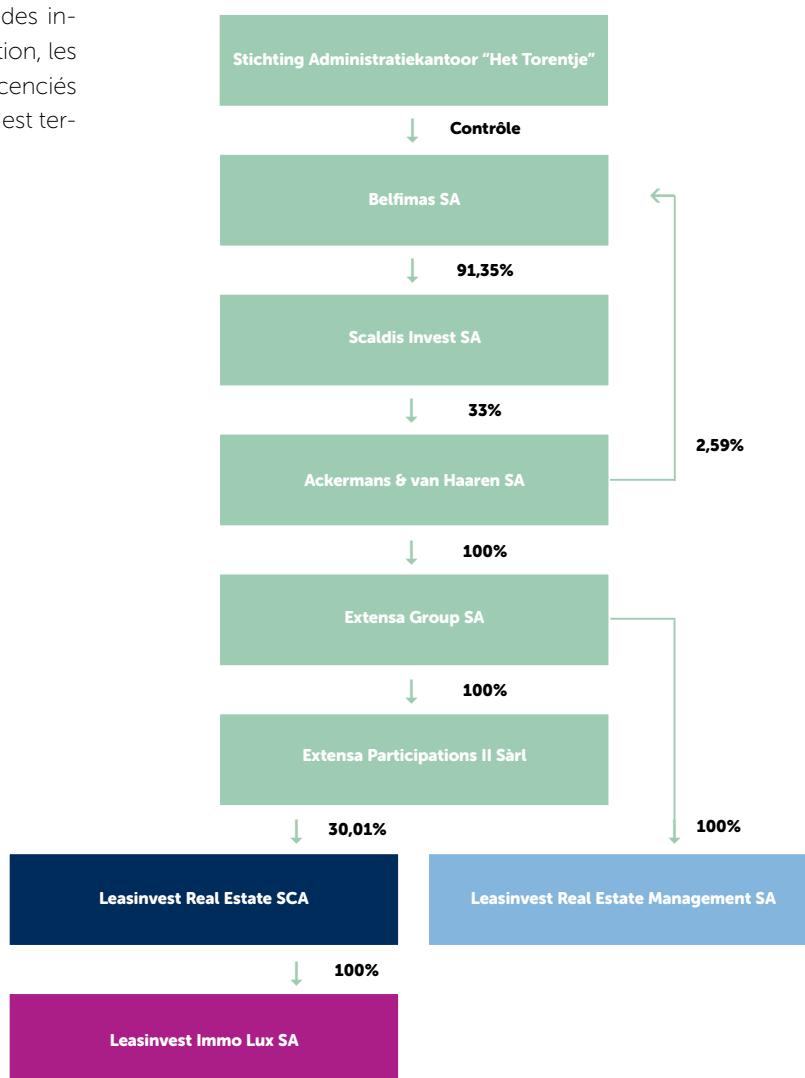 des in-
tion, les
cenciés
est ter-
Stichting Administratiekantoor “Het Torentje”
Contrôle
Belfimas SA
91,35%
Scaldis Invest SA
33%
2,59%
Ackermans & van Haaren SA
100%
Extensa Group SA
100%
Extensa Participations II Sàrl
30,01%
100%
Leasinvest Real Estate SCA
Leasinvest Real Estate Management SA
100%
Leasinvest Immo Lux SA